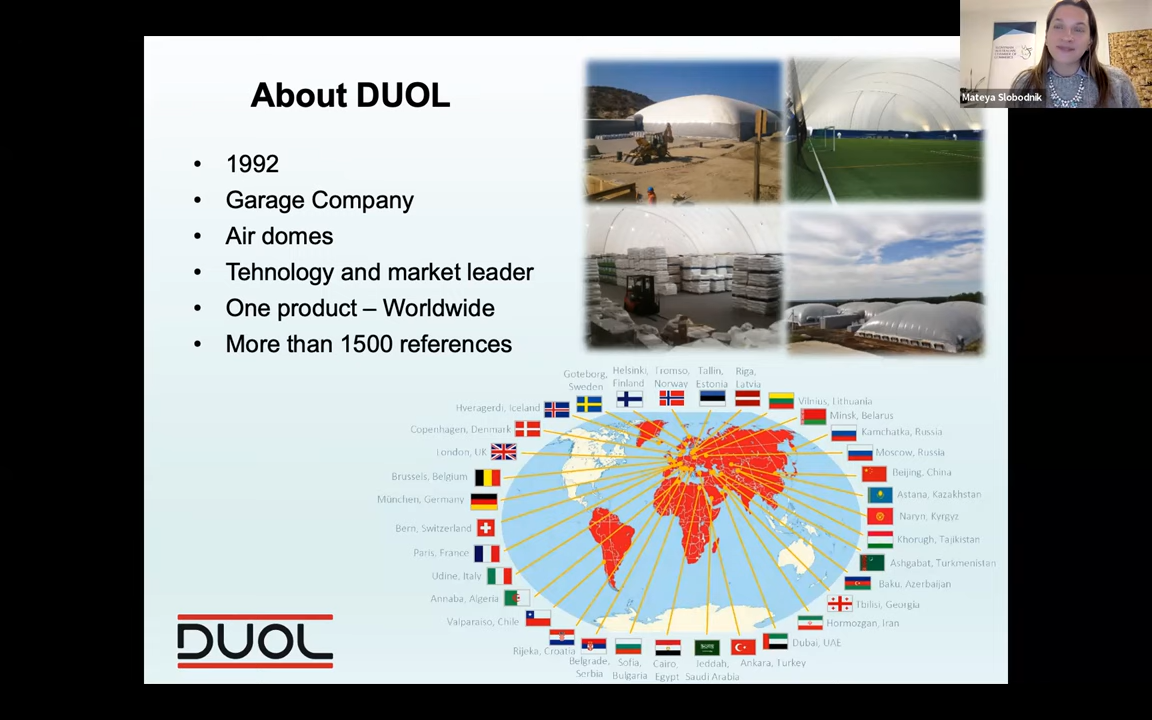 About DUOL
• 1992
• Garage Company
• Air domes
• Tehnology and market leader
• One product – Worldwide
• More than 1500 references
Mateya Slobodnik
Goteborg,
Sweden
Helsinki,
Finland
Tromso,
Norway
Tallin,
Estonia
Riga,
Latvia
Vilnius, Lithuania
Hveragerdi, Iceland
Minsk, Belarus
Copenhagen, Denmark
Kamchatka, Russia
London, UK
Moscow, Russia
Brussels, Belgium
Beijing, China
München, Germany
Astana, Kazakhstan
Bern, Switzerland
Naryn, Kyrgyz
Paris, France
Khorugh, Tajikistan
Udine, Italy
Ashgabat, Turkmenistan
Annaba, Algeria
Baku, Azerbaijan
Valparaiso, Chile
Tbilisi, Georgia
Rijeka, Croatia
Hormozgan, Iran
Belgrade,
Serbia
Sofia,
Bulgaria
Cairo,
Egypt
Jeddah,
Saudi Arabia
Ankara, Turkey
Dubai, UAE
DUOL